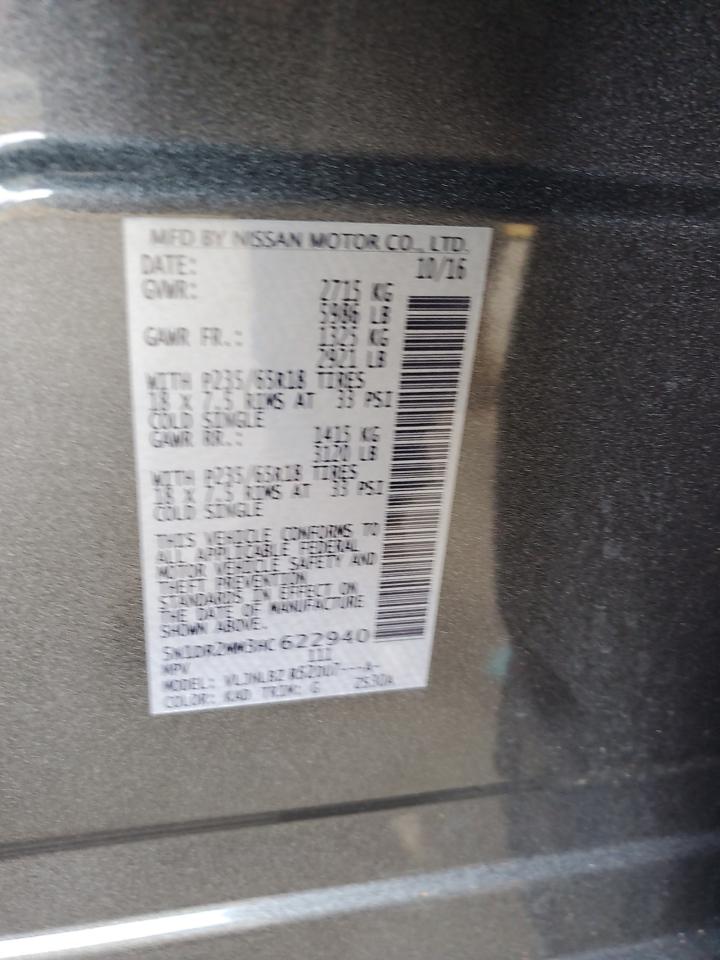 MFD BY NISSAN MOTOR CO., LTD.
DATE: 10/16
GVWR: 2715 KG
5986 LB
GAWR FR.: 1325 KG
2921 LB
WITH P235/65R18 TIRES
18 X 7.5 RIMS AT 33 PSI
COLD SINGLE
GAWR RR.: 1415 KG
3120 LB
WITH P235/65R18 TIRES
18 X 7.5 RIMS AT 33 PSI
COLD SINGLE
THIS VEHICLE CONFORMS TO
ALL APPLICABLE FEDERAL
MOTOR VEHICLE SAFETY AND
THEFT PREVENTION
STANDARDS IN EFFECT ON
THE DATE OF MANUFACTURE
SHOWN ABOVE.
5N1DR2MM3HC622940
MPV III
MODEL:
COLOR: KAD TRIM: G